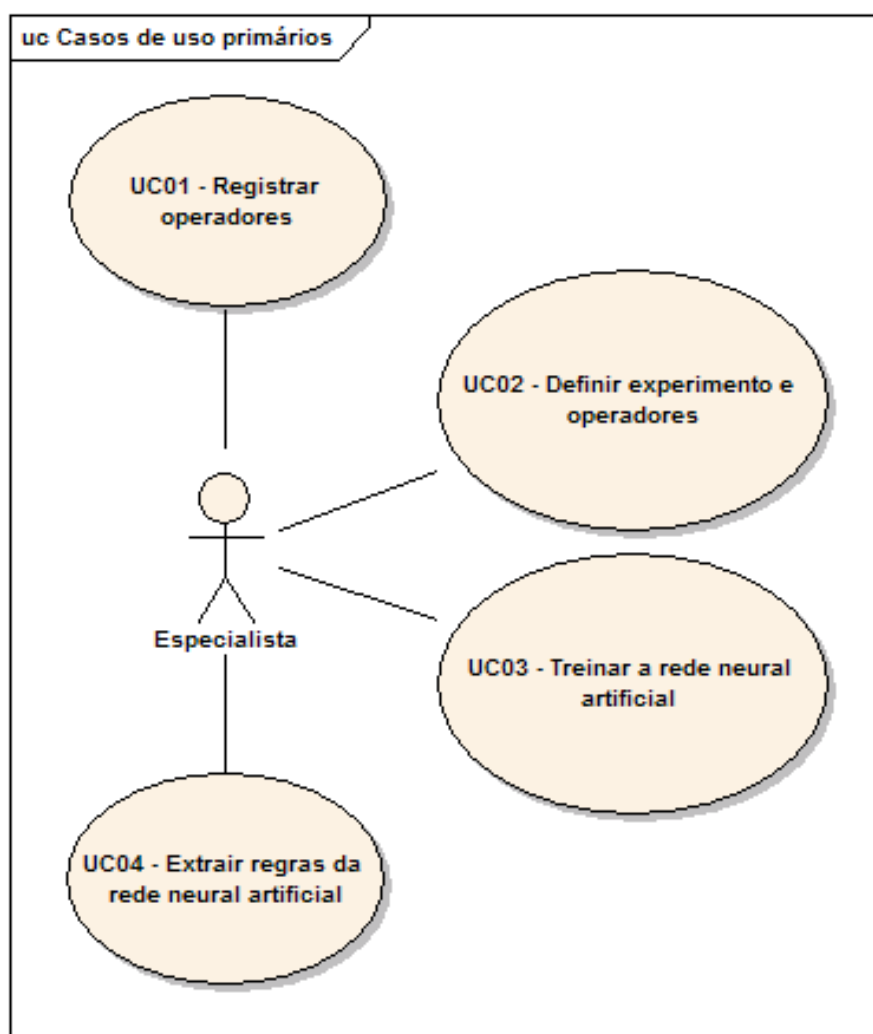 uc Casos de uso primários
UC01 - Registrar
operadores
UC02 - Definir experimento e
operadores
Especialista
UC03 - Treinar a rede neural
artificial
UC04 - Extrair regras da
rede neural artificial